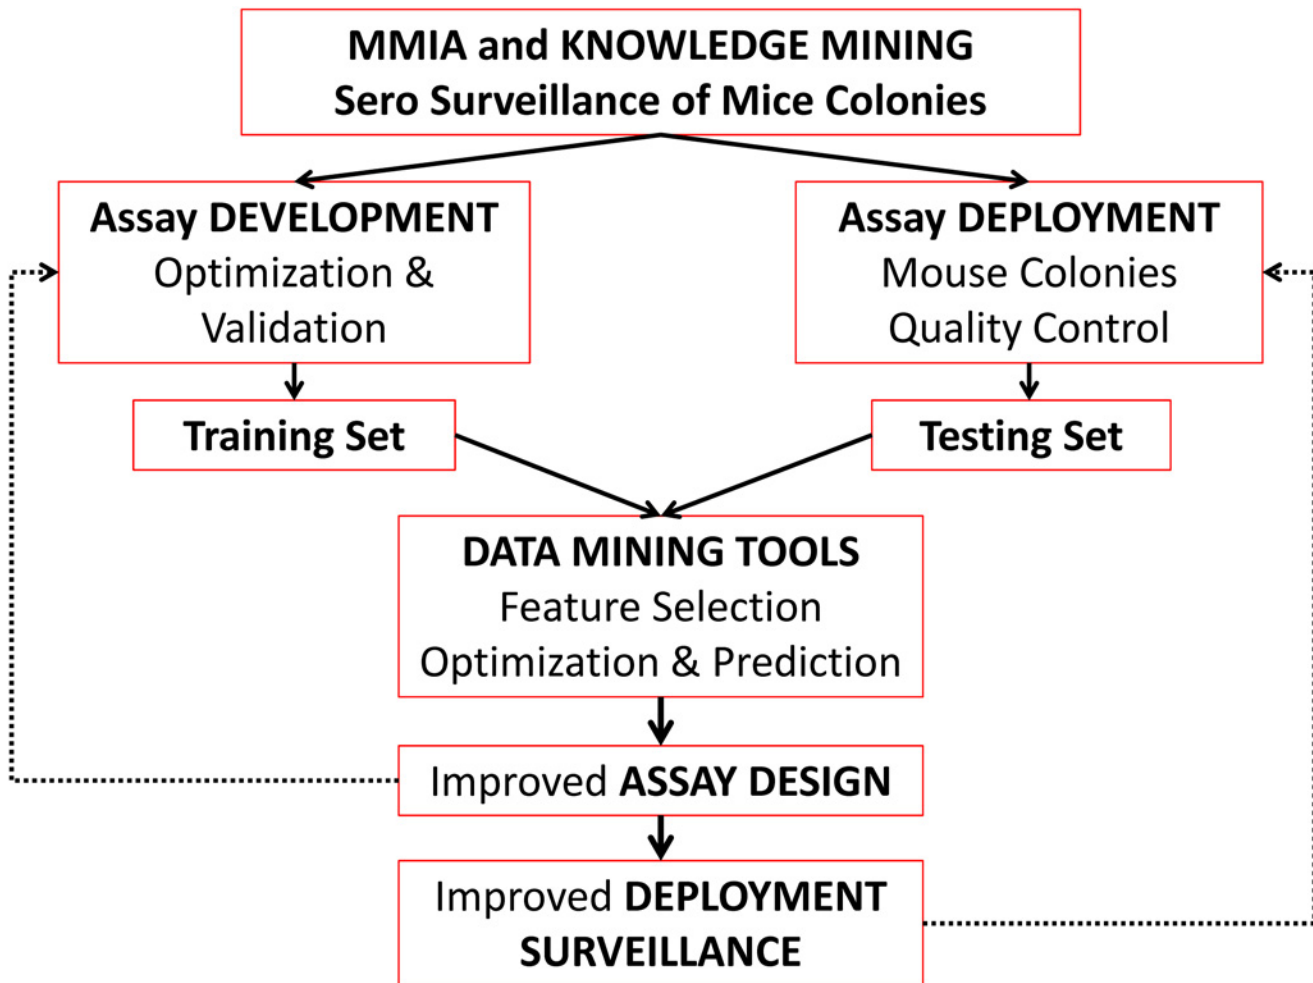 MMIA and KNOWLEDGE MINING
Sero Surveillance of Mice Colonies
Assay DEVELOPMENT
Optimization &
Validation
Assay DEPLOYMENT
Mouse Colonies
Quality Control
Training Set
Testing Set
DATA MINING TOOLS
Feature Selection
Optimization & Prediction
Improved ASSAY DESIGN
Improved DEPLOYMENT
SURVEILLANCE